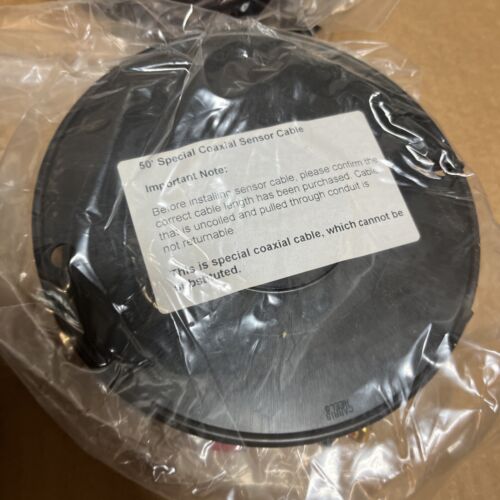 50' Special Coaxial Sensor Cable
Important Note:
Before installing sensor cable, please confirm the
correct cable length has been purchased. Cable
that is uncoiled and pulled through conduit is
not returnable
This is special coaxial cable, which cannot be
substituted.
CARRIS
REELS